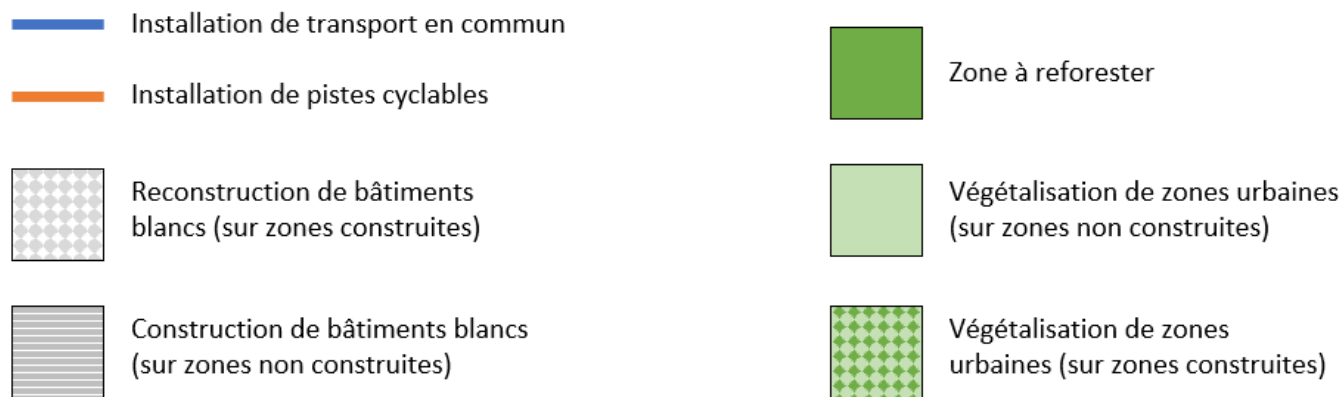 Installation de transport en commun
Installation de pistes cyclables
Reconstruction de bâtiments
blancs (sur zones construites)
Construction de bâtiments blancs
(sur zones non construites)
Zone à reforester
Végétalisation de zones urbaines
(sur zones non construites)
Végétalisation de zones
urbaines (sur zones construites)